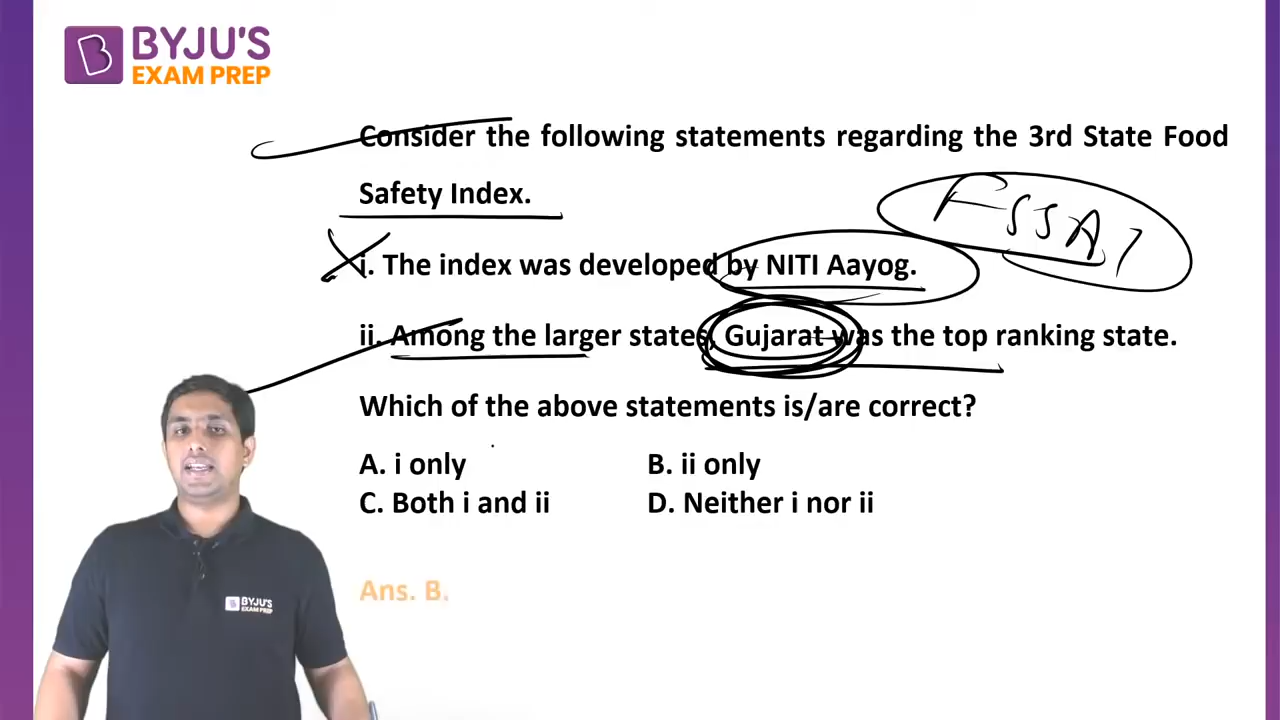 BYJU'S
EXAM PREP
Consider the following statements regarding the 3rd State Food
Safety Index.
FSSAI
i. The index was developed by NITI Aayog.
ii. Among the larger states, Gujarat was the top ranking state.
Which of the above statements is/are correct?
A. i only
B. ii only
C. Both i and ii
D. Neither i nor ii
BYJU'S
EXAM PREP
Ans. B.